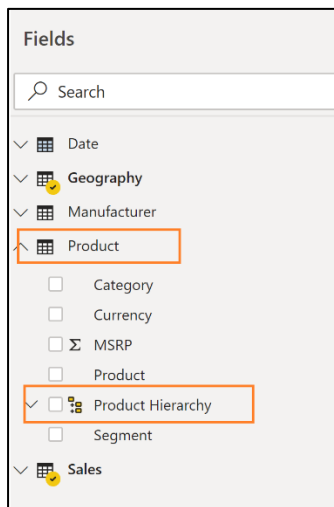 Fields
Search
Date
Geography
Manufacturer
Product
Category
Currency
Σ MSRP
Product
Product Hierarchy
Segment
Sales